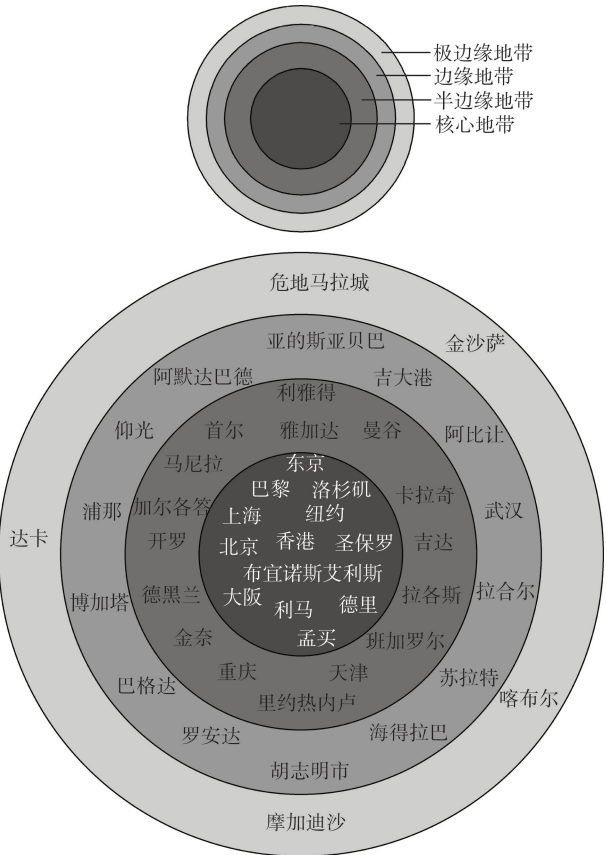 极边缘地带
边缘地带
半边缘地带
核心地带
危地马拉城
亚的斯亚贝巴
金沙萨
阿默达巴德
吉大港
利雅得
仰光
首尔
雅加达
曼谷
阿比让
马尼拉
东京
巴黎
洛杉矶
卡拉奇
浦那
加尔各答
上海
纽约
武汉
达卡
开罗
北京
香港
圣保罗
吉达
布宜诺斯艾利斯
博加塔
德黑兰
大阪
利马
德里
拉各斯
拉合尔
金奈
孟买
班加罗尔
巴格达
重庆
天津
苏拉特
喀布尔
里约热内卢
罗安达
海得拉巴
胡志明市
摩加迪沙